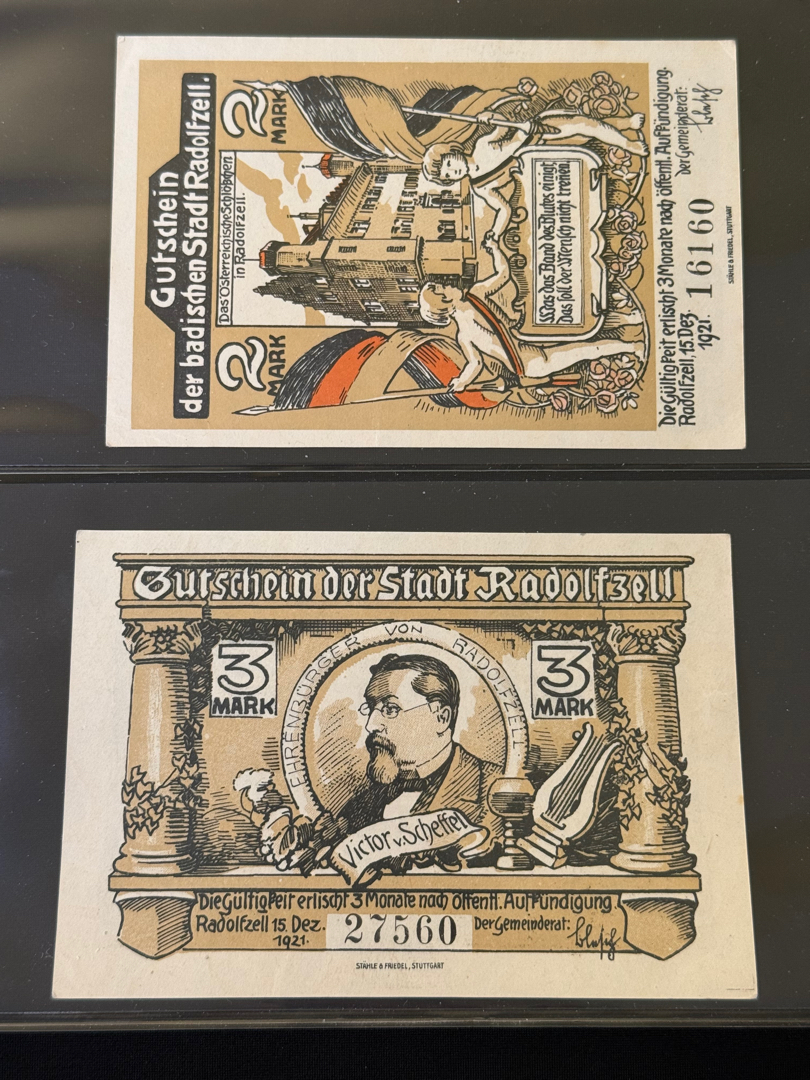 Gutschein
der badischen Stadt Radolfzell.
2
MARK
Das Österreichische Schlößchen
in Radolfzell.
2
MARK
Was das Band des Blutes einigt,
Das soll der Mensch nicht trennen.
Die Gültigkeit erlischt 3 Monate nach öffentl. Aufkündigung.
Radolfzell, 15. Dez.
1921.
16160
Der Gemeinderat:
STÄHLE & FRIEDEL, STUTTGART
Gutschein der Stadt Radolfzell
3
MARK
EHRENBÜRGER VON RADOLFZELL
3
MARK
Victor v. Scheffel
Die Gültigkeit erlischt 3 Monate nach öffentl. Aufkündigung.
Radolfzell 15. Dez.
1921.
27560
Der Gemeinderat:
STÄHLE & FRIEDEL, STUTTGART